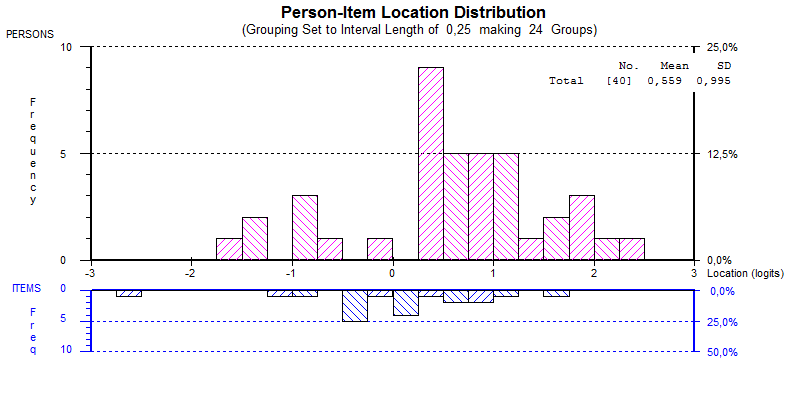 Person-Item Location Distribution
(Grouping Set to Interval Length of 0,25 making 24 Groups)
PERSONS
10
25,0%
No. Mean SD
Total [40] 0,559 0,995
Frequency
5
12,5%
0
0,0%
-3 -2 -1 0 1 2 3 Location (logits)
ITEMS
0
0,0%
Freq
5
25,0%
10
50,0%